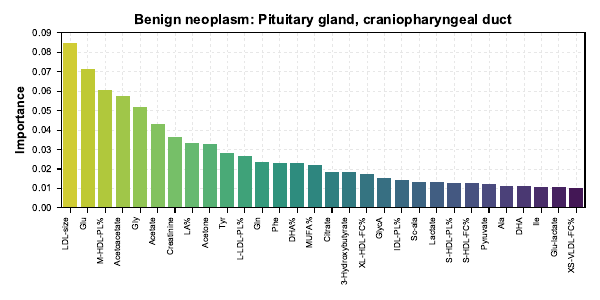 Benign neoplasm: Pituitary gland, craniopharyngeal duct
Importance
0.09
0.08
0.07
0.06
0.05
0.04
0.03
0.02
0.01
0.00
LDL-size
Glu
M-HDL-PL%
Acetoacetate
Gly
Acetate
Creatinine
LA%
Acetone
Tyr
L-LDL-PL%
Gln
Phe
DHA%
MUFA%
Citrate
3-Hydroxybutyrate
XL-HDL-FC%
GlycA
IDL-PL%
Sc-ala
Lactate
S-HDL-PL%
S-HDL-FC%
Pyruvate
Ala
DHA
Ile
Glu-lactate
XS-VLDL-FC%